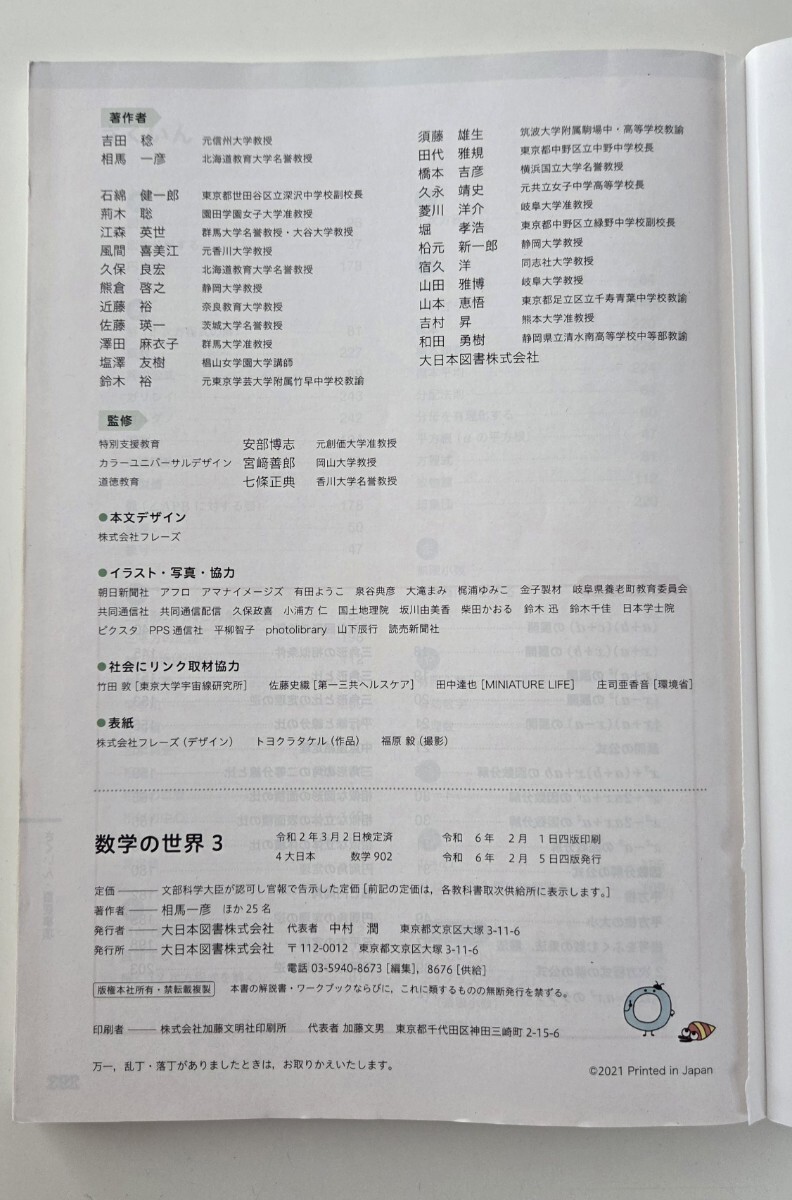 著作者
吉田 稔 元信州大学教授
相馬 一彦 北海道教育大学名誉教授
石綿 健一郎 東京都世田谷区立深沢中学校副校長
荊木 聡 園田学園女子大学准教授
江森 英世 群馬大学名誉教授・大谷大学教授
風間 喜美江 元香川大学教授
久保 良宏 北海道教育大学名誉教授
熊倉 啓之 静岡大学教授
近藤 裕 奈良教育大学教授
佐藤 瑛一 茨城大学名誉教授
澤田 麻衣子 群馬大学准教授
塩澤 友樹 椙山女学園大学講師
鈴木 裕 元東京学芸大学附属竹早中学校教諭
須藤 雄生 筑波大学附属駒場中・高等学校教諭
田代 雅規 東京都中野区立中野中学校長
橋本 吉彦 横浜国立大学名誉教授
久永 靖史 元共立女子中学高等学校長
菱川 洋介 岐阜大学准教授
堀 孝浩 東京都中野区立緑野中学校副校長
松元 新一郎 静岡大学教授
宿久 洋 同志社大学教授
山田 雅博 岐阜大学教授
山本 恵悟 東京都足立区立千寿青葉中学校教諭
吉村 昇 熊本大学准教授
和田 勇樹 静岡県立清水南高等学校中等部教諭
大日本図書株式会社
監修
特別支援教育 安部博志 元創価大学准教授
カラーユニバーサルデザイン 宮﨑善郎 岡山大学教授
道徳教育 七條正典 香川大学名誉教授
●本文デザイン
株式会社フレーズ
●イラスト・写真・協力
朝日新聞社 アフロ アマナイメージズ 有田ようこ 泉谷典彦 大滝まみ 梶浦ゆみこ 金子製材 岐阜県養老町教育委員会
共同通信社 共同通信配信 久保政喜 小浦方 仁 国土地理院 坂川由美香 柴田かおる 鈴木 迅 鈴木千佳 日本学士院
ピクスタ PPS通信社 平柳智子 photolibrary 山下辰行 読売新聞社
●社会にリンク取材協力
竹田 敦［東京大学宇宙線研究所］ 佐藤史織［第一三共ヘルスケア］ 田中達也［MINIATURE LIFE］ 庄司亜香音［環境省］
●表紙
株式会社フレーズ（デザイン） トヨクラタケル（作品） 福原 毅（撮影）
数学の世界 3
令和2年3月2日検定済
4大日本 数学902
令和 6年 2月 1日四版印刷
令和 6年 2月 5日四版発行
定価 ―― 文部科学大臣が認可し官報で告示した定価［前記の定価は，各教科書取次供給所に表示します。］
著作者 ―― 相馬一彦 ほか25名
発行者 ―― 大日本図書株式会社 代表者 中村 潤 東京都文京区大塚3-11-6
発行所 ―― 大日本図書株式会社 〒112-0012 東京都文京区大塚3-11-6
電話 03-5940-8673［編集］，8676［供給］
版権本社所有・禁転載複製 本書の解説書・ワークブックならびに，これに類するものの無断発行を禁ずる。
印刷者 ―― 株式会社加藤文明社印刷所 代表者 加藤文男 東京都千代田区神田三崎町2-15-6
万一，乱丁・落丁がありましたときは，お取りかえいたします。
©2021 Printed in Japan